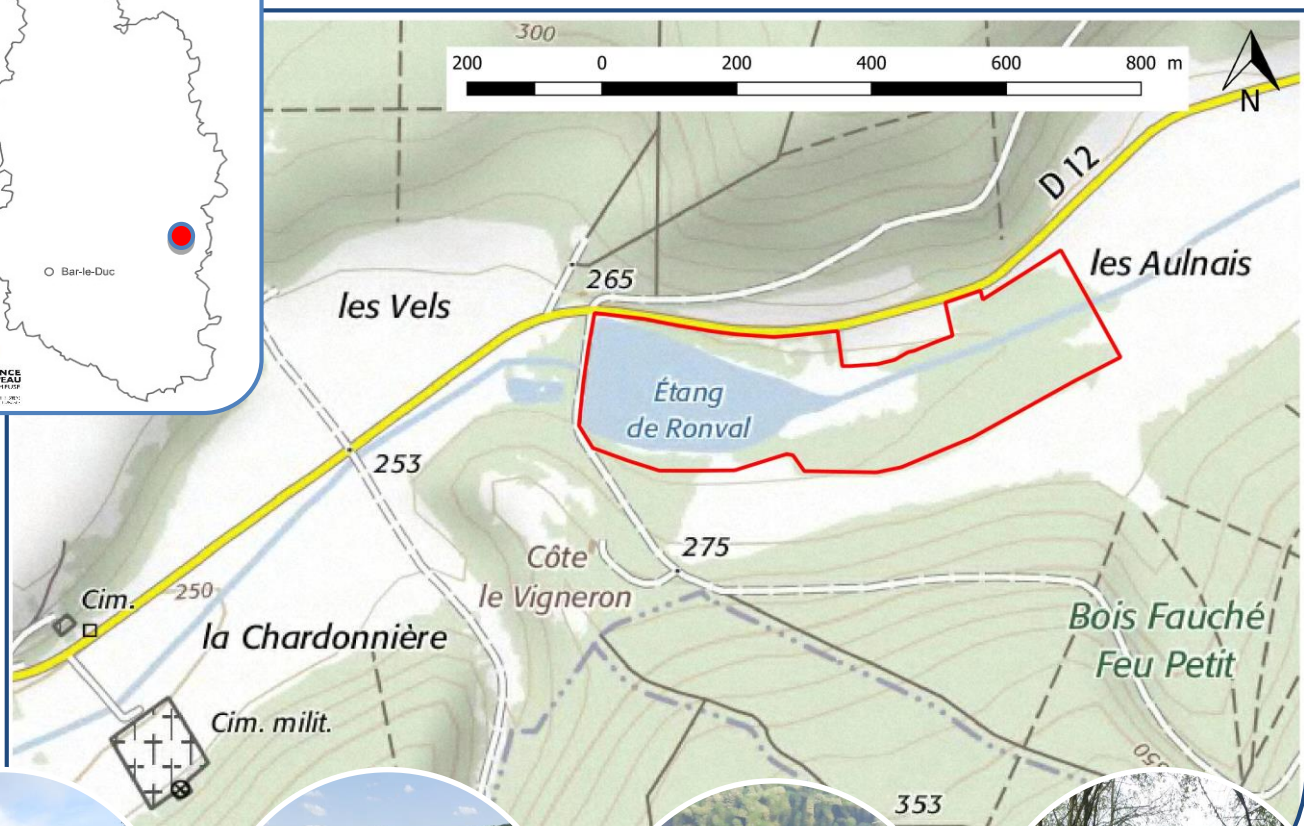 300
200 0 200 400 600 800 m
N
D 12
Bar-le-Duc
265
les Aulnais
les Vels
Étang
de Ronval
253
275
Côte
le Vigneron
250
Cim.
la Chardonnière
Bois Fauché
Feu Petit
Cim. milit.
350
353